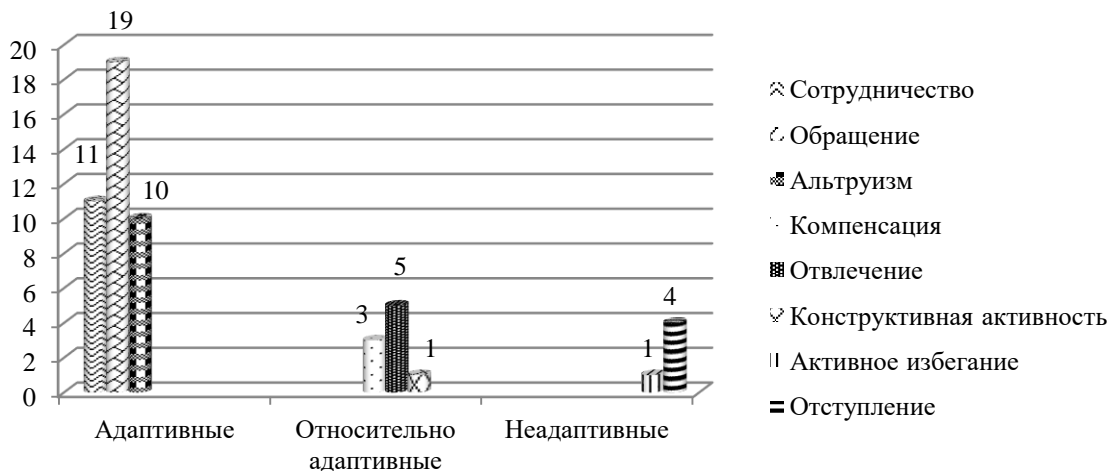 19
20
18
16
14
12
10
8
6
4
2
0
11
10
3
5
1
1
4
Адаптивные
Относительно
адаптивные
Неадаптивные
Сотрудничество
Обращение
Альтруизм
Компенсация
Отвлечение
Конструктивная активность
Активное избегание
Отступление